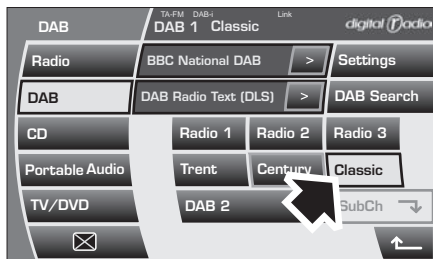 DAB
TA-FM DAB-i Link
DAB 1 Classic
digital radio
Radio
BBC National DAB >
Settings
DAB
DAB Radio Text (DLS) >
DAB Search
CD
Radio 1 Radio 2 Radio 3
Portable Audio
Trent Century Classic
TV/DVD
DAB 2
SubCh